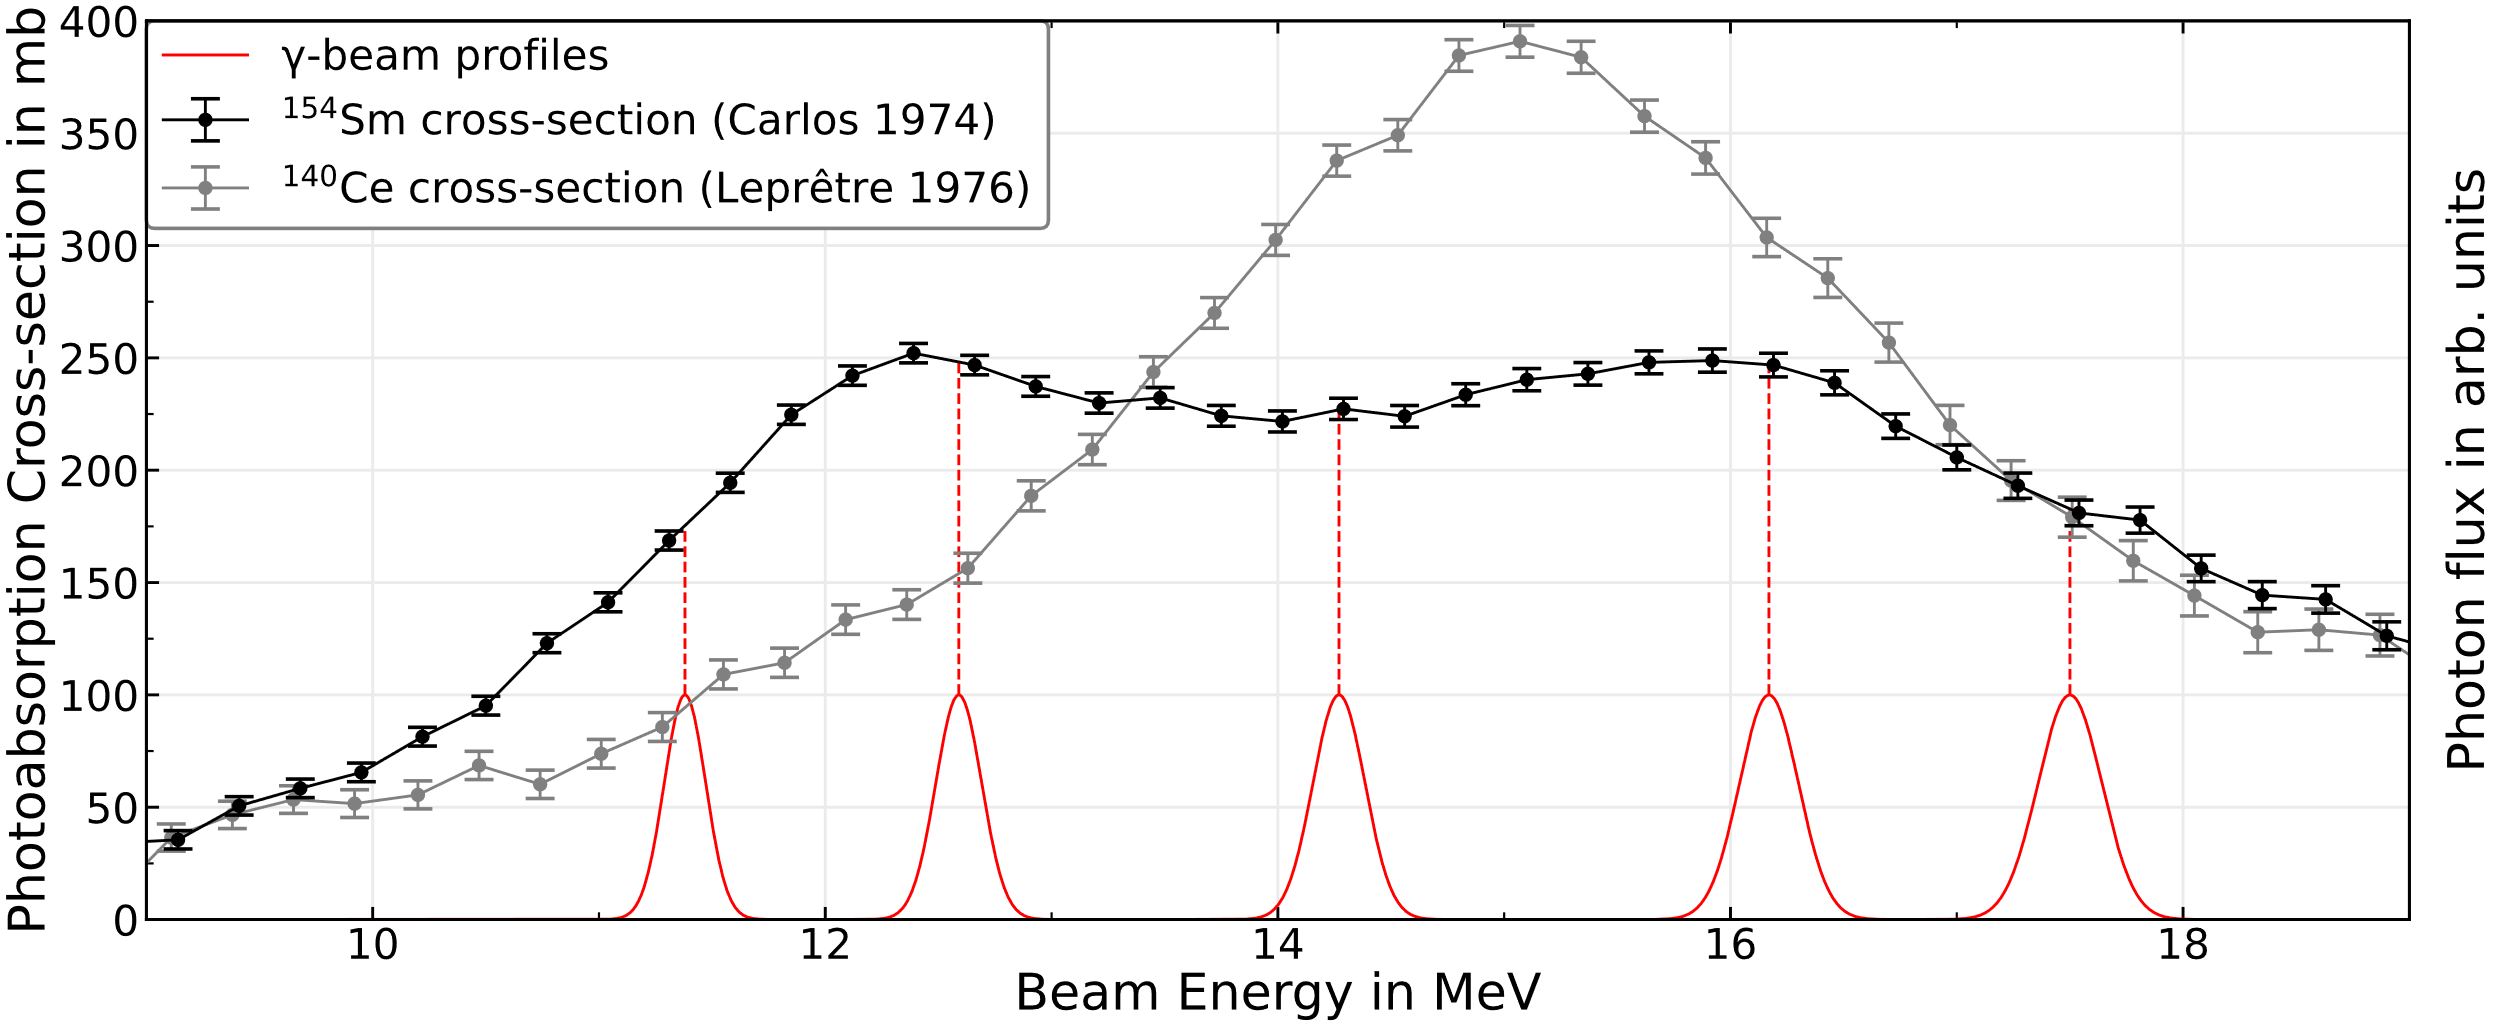 γ-beam profiles
¹⁵⁴Sm cross-section (Carlos 1974)
¹⁴⁰Ce cross-section (Leprêtre 1976)
Photoabsorption Cross-section in mb
400
350
300
250
200
150
100
50
0
10 12 14 16 18
Beam Energy in MeV
Photon flux in arb. units